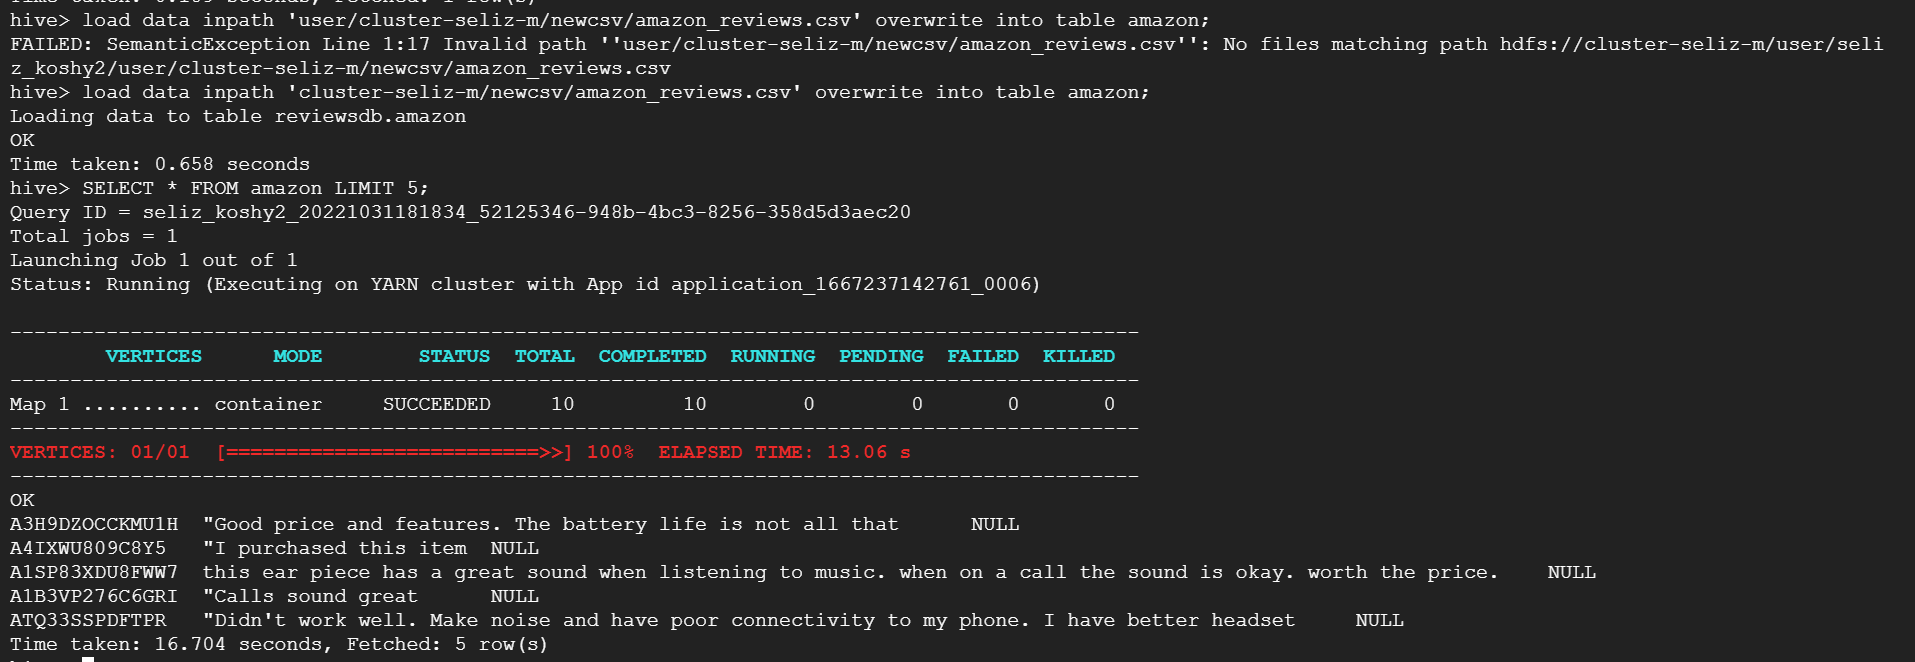 hive> load data inpath 'user/cluster-seliz-m/newcsv/amazon_reviews.csv' overwrite into table amazon;
FAILED: SemanticException Line 1:17 Invalid path ''user/cluster-seliz-m/newcsv/amazon_reviews.csv'': No files matching path hdfs://cluster-seliz-m/user/seli
z_koshy2/user/cluster-seliz-m/newcsv/amazon_reviews.csv
hive> load data inpath 'cluster-seliz-m/newcsv/amazon_reviews.csv' overwrite into table amazon;
Loading data to table reviewsdb.amazon
OK
Time taken: 0.658 seconds
hive> SELECT * FROM amazon LIMIT 5;
Query ID = seliz_koshy2_20221031181834_52125346-948b-4bc3-8256-358d5d3aec20
Total jobs = 1
Launching Job 1 out of 1
Status: Running (Executing on YARN cluster with App id application_1667237142761_0006)
----------------------------------------------------------------------------------------------
VERTICES MODE STATUS TOTAL COMPLETED RUNNING PENDING FAILED KILLED
----------------------------------------------------------------------------------------------
Map 1 .......... container SUCCEEDED 10 10 0 0 0 0
----------------------------------------------------------------------------------------------
VERTICES: 01/01 [==========================>>] 100% ELAPSED TIME: 13.06 s
----------------------------------------------------------------------------------------------
OK
A3H9DZOCCKMU1H "Good price and features. The battery life is not all that NULL
A4IXWU809C8Y5 "I purchased this item NULL
A1SP83XDU8FWW7 this ear piece has a great sound when listening to music. when on a call the sound is okay. worth the price. NULL
A1B3VP276C6GRI "Calls sound great NULL
ATQ33SSPDFTPR "Didn't work well. Make noise and have poor connectivity to my phone. I have better headset NULL
Time taken: 16.704 seconds, Fetched: 5 row(s)